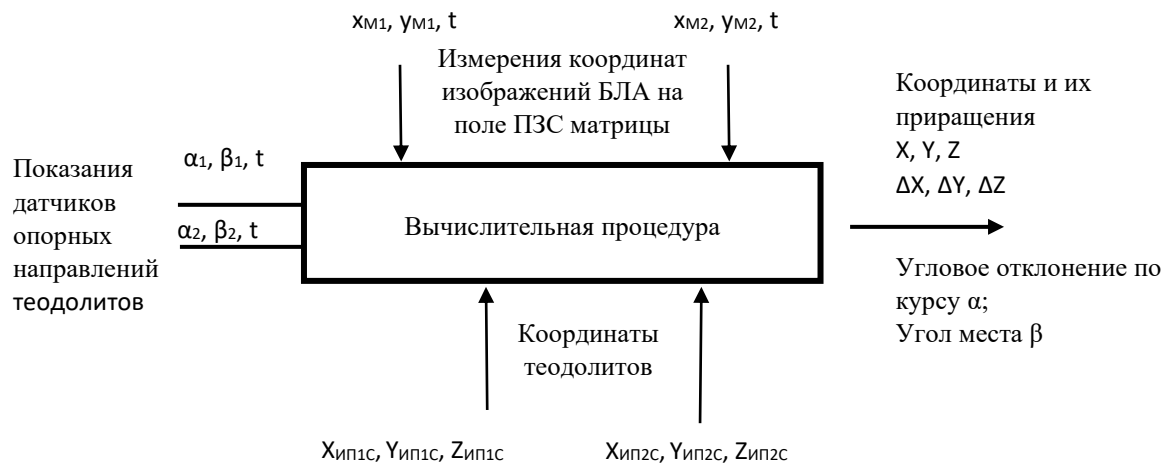 xМ1, yМ1, t
xМ2, yМ2, t
Измерения координат
изображений БЛА на
поле ПЗС матрицы
Показания
датчиков
опорных
направлений
теодолитов
α1, β1, t
α2, β2, t
Вычислительная процедура
Координаты и их
приращения
X, Y, Z
ΔX, ΔY, ΔZ
Угловое отклонение по
курсу α;
Угол места β
Координаты
теодолитов
XИП1С, YИП1С, ZИП1С
XИП2С, YИП2С, ZИП2С